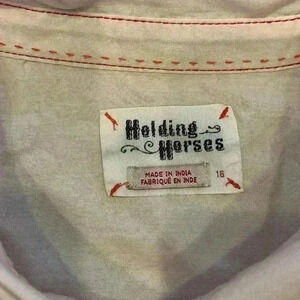 Holding
Horses
MADE IN INDIA
FABRIQUÉ EN INDE
16